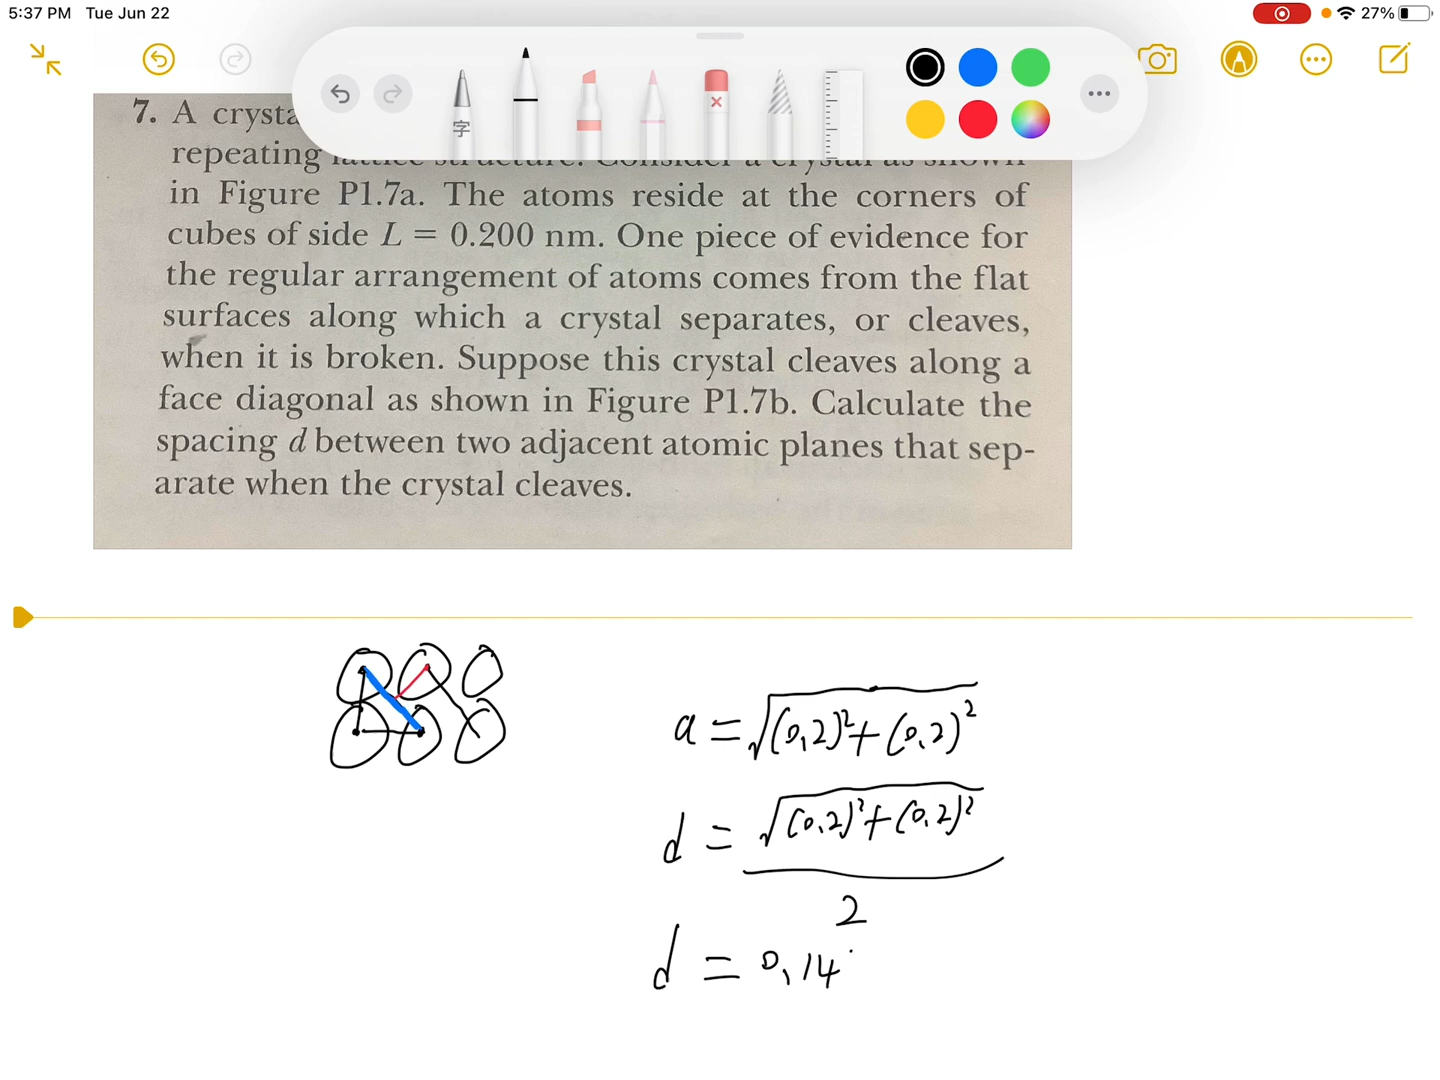 5:37 PM Tue Jun 22
27%
字
7. A crysta
repeating
in Figure P1.7a. The atoms reside at the corners of
cubes of side L = 0.200 nm. One piece of evidence for
the regular arrangement of atoms comes from the flat
surfaces along which a crystal separates, or cleaves,
when it is broken. Suppose this crystal cleaves along a
face diagonal as shown in Figure P1.7b. Calculate the
spacing d between two adjacent atomic planes that sep-
arate when the crystal cleaves.
a = √(0,2)²+(0,2)²
d = √(0,2)²+(0,2)²
2
d = 0,14